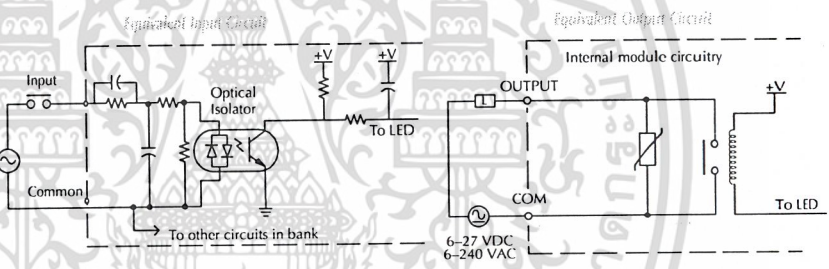 Equivalent Input Circuit
Input
Optical
Isolator
+V
+V
To LED
Common
To other circuits in bank
Equivalent Output Circuit
Internal module circuitry
OUTPUT
L
+V
COM
To LED
6–27 VDC
6–240 VAC